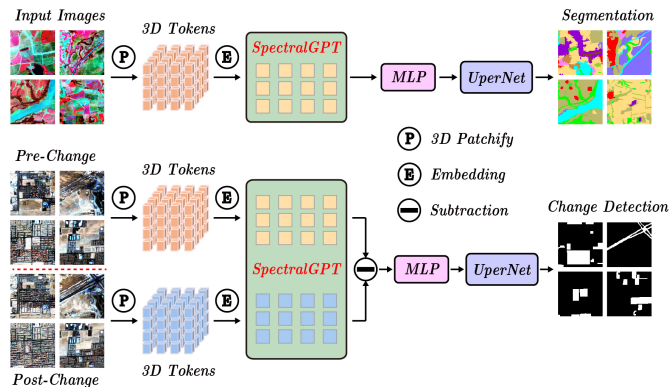 Input Images
3D Tokens
Segmentation
P
E
SpectralGPT
MLP
UperNet
P 3D Patchify
E Embedding
Subtraction
Pre-Change
3D Tokens
Change Detection
P
E
SpectralGPT
MLP
UperNet
P
E
3D Tokens
Post-Change